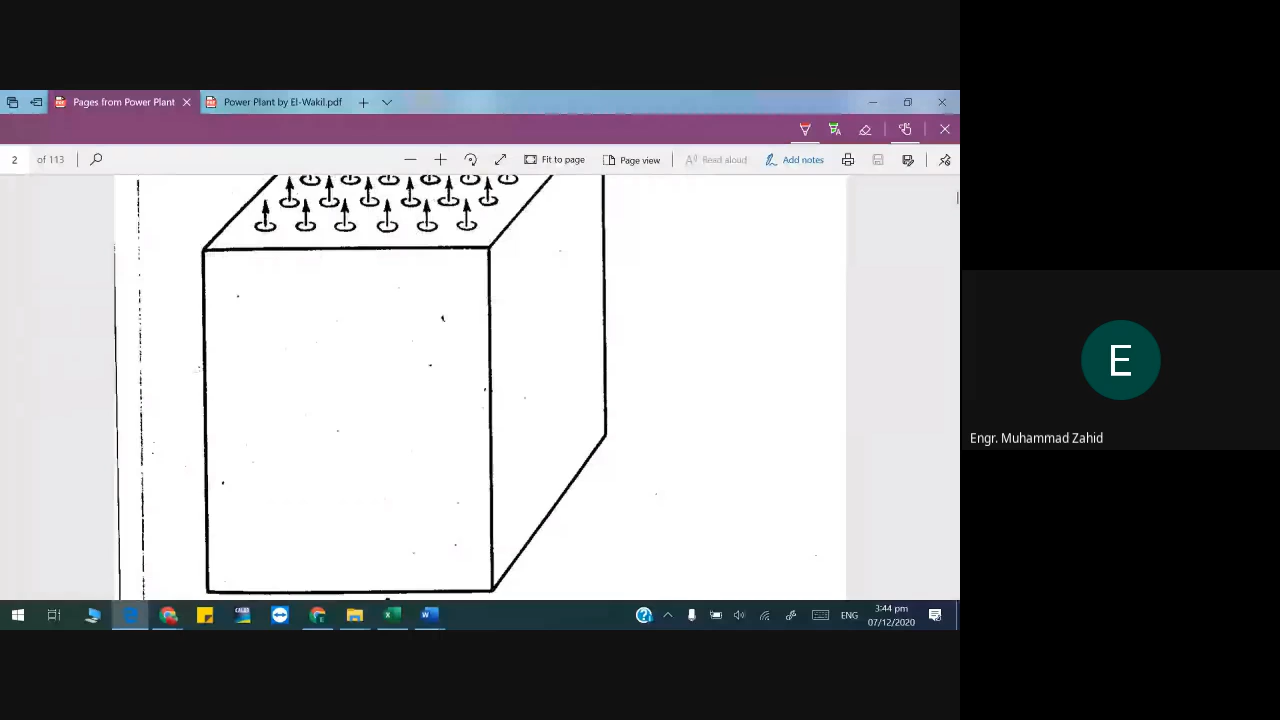 Pages from Power Plant
Power Plant by El-Wakil.pdf
2 of 113
Fit to page
Page view
Read aloud
Add notes
E
Engr. Muhammad Zahid
ENG
3:44 pm
07/12/2020